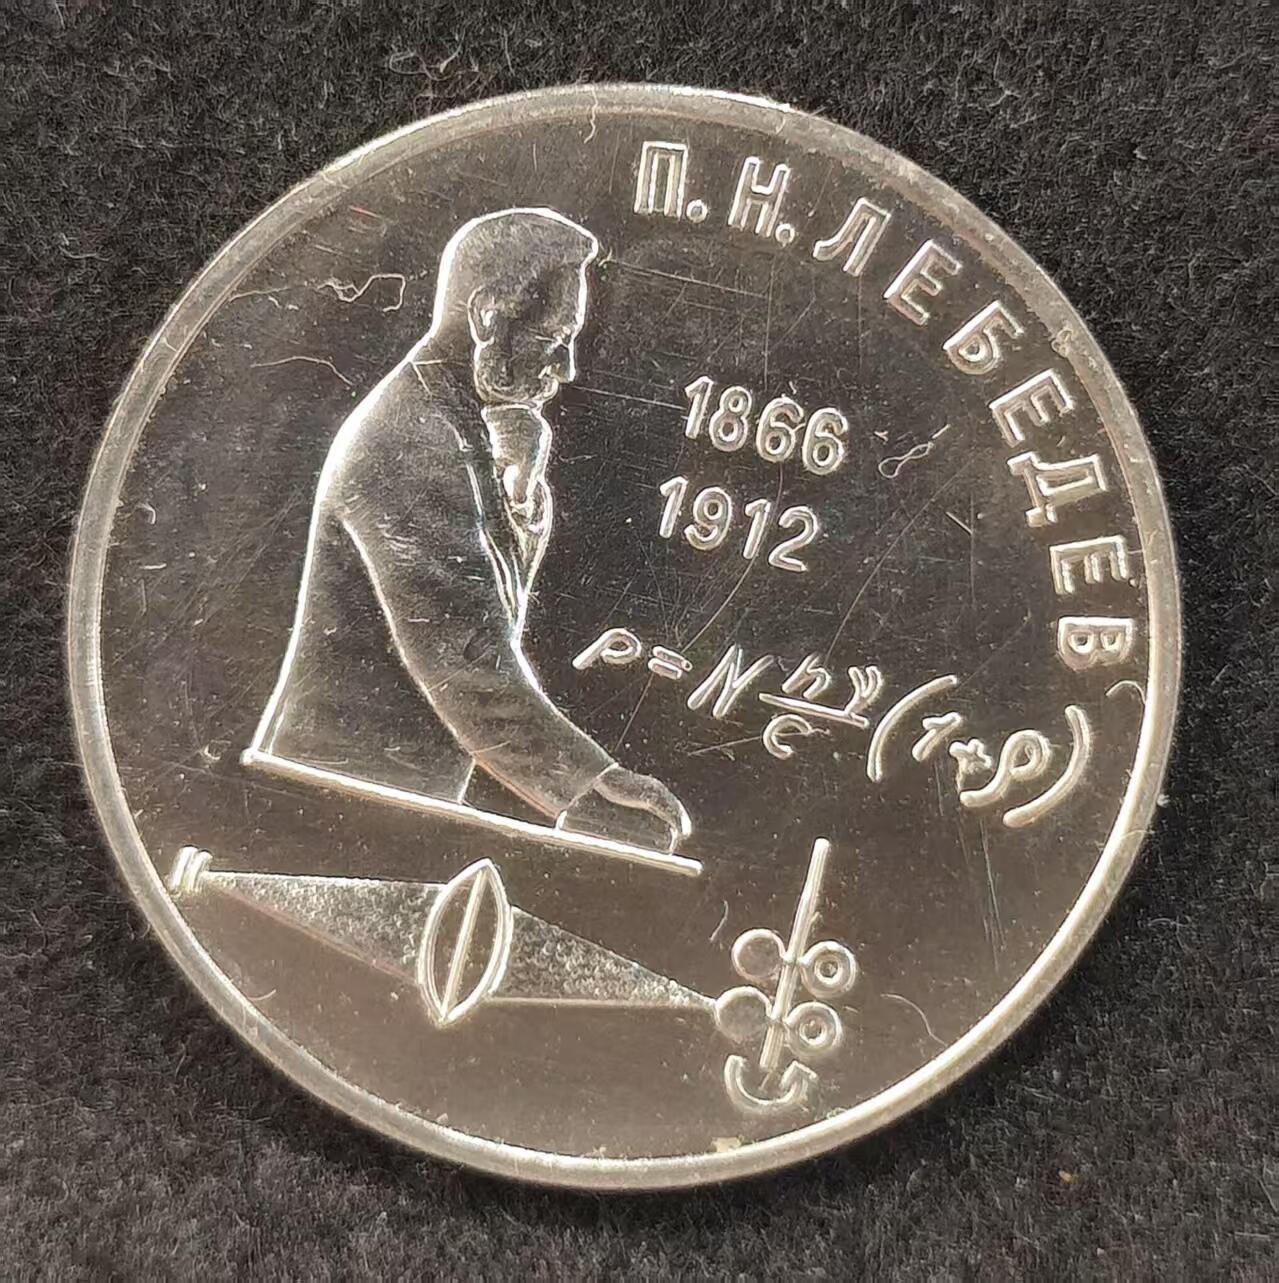 П. Н. ЛЕБЕДЕВ
1866
1912
p = N hν/c (1+ρ)